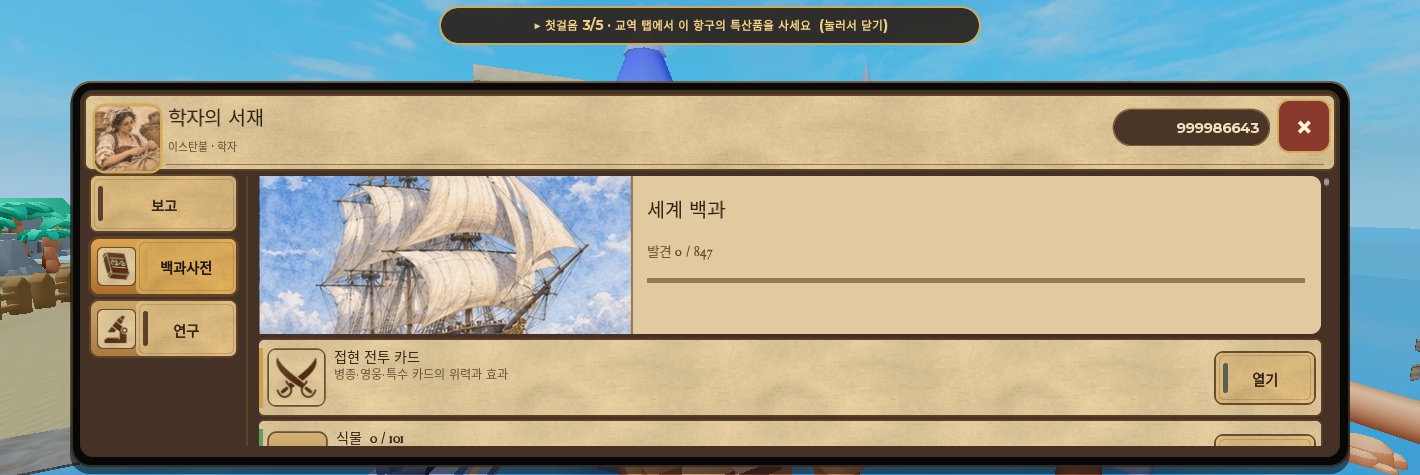 ▸ 첫걸음 3/5 · 교역 탭에서 이 항구의 특산품을 사세요 (눌러서 닫기)
학자의 서재
이스탄불 · 학자
999986643
×
보고
백과사전
연구
세계 백과
발견 0 / 847
접현 전투 카드
병종·영웅·특수 카드의 위력과 효과
열기
식물 0 / 101